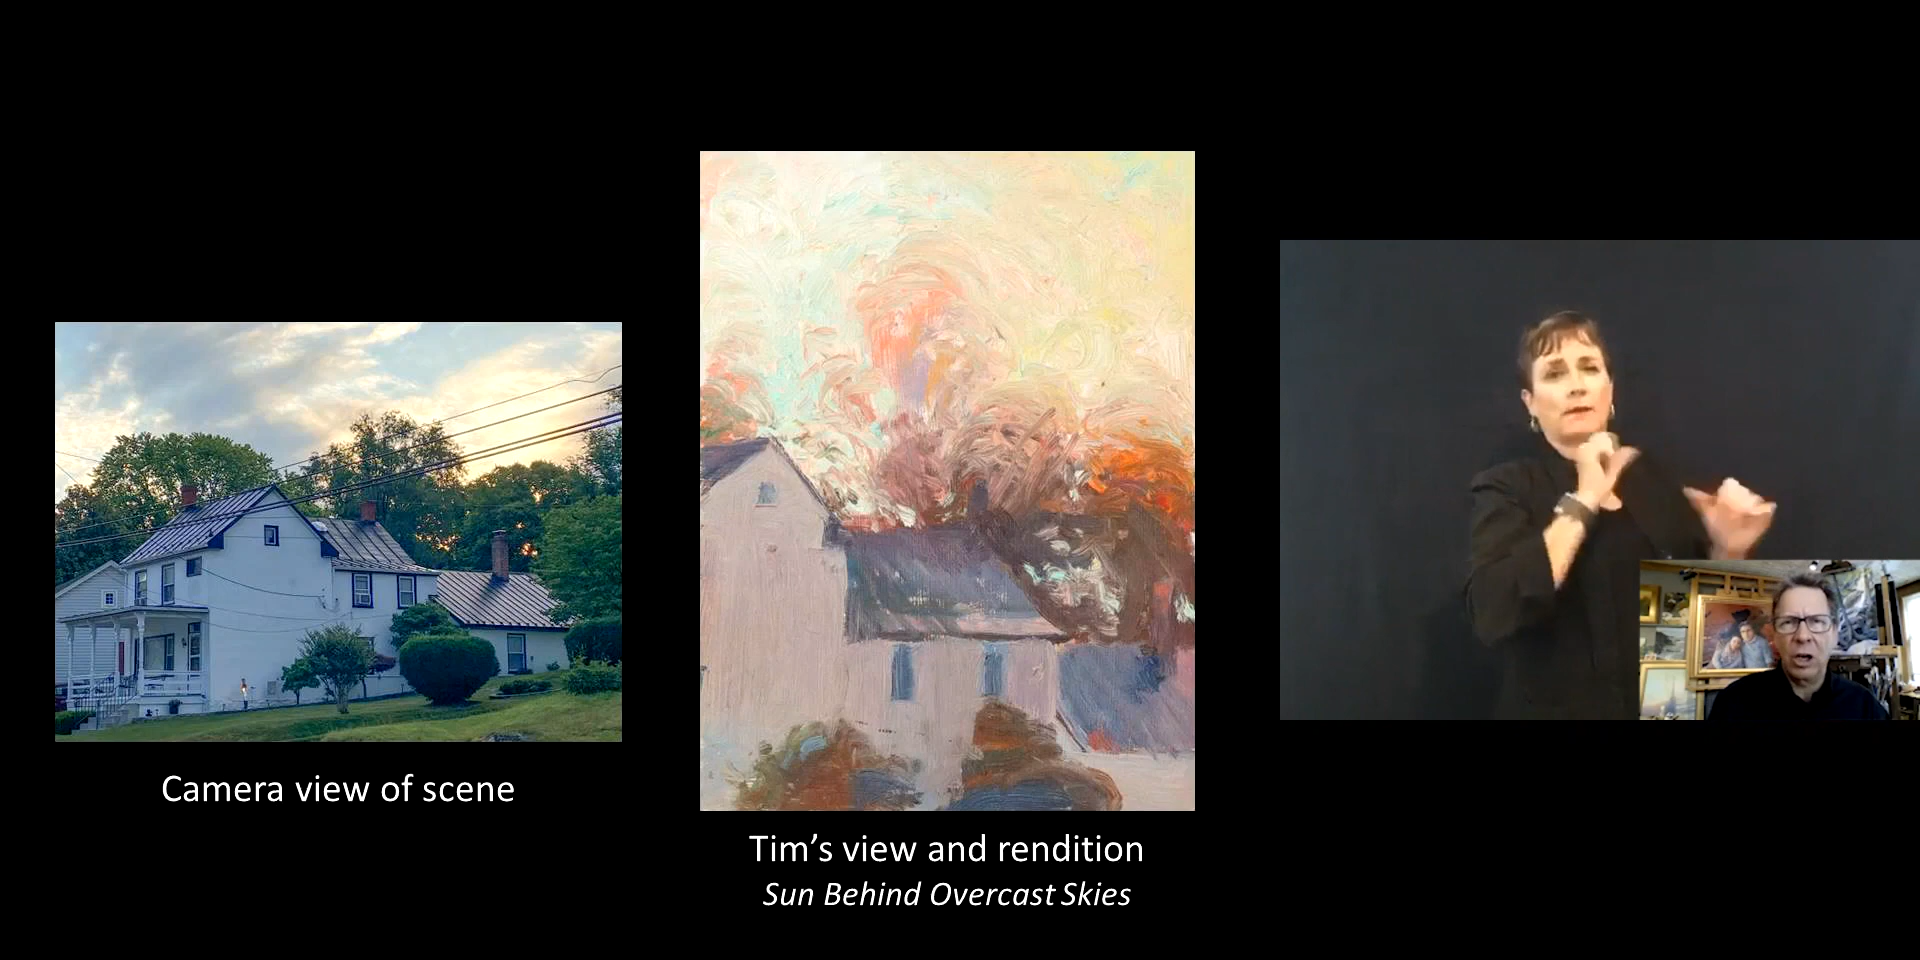 Camera view of scene
Tim’s view and rendition
Sun Behind Overcast Skies